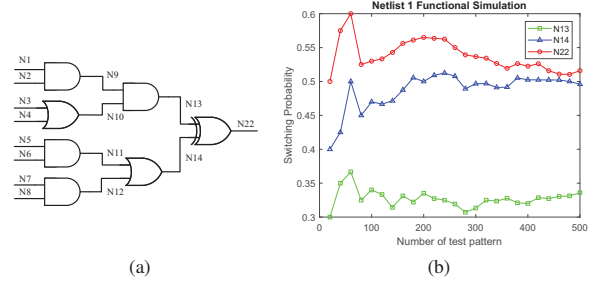 N1
N2
N3
N4
N5
N6
N7
N8
N9
N10
N11
N12
N13
N14
N22
(a)
Netlist 1 Functional Simulation
Switching Probability
0.6
0.55
0.5
0.45
0.4
0.35
0.3
0
100
200
300
400
500
Number of test pattern
N13
N14
N22
(b)